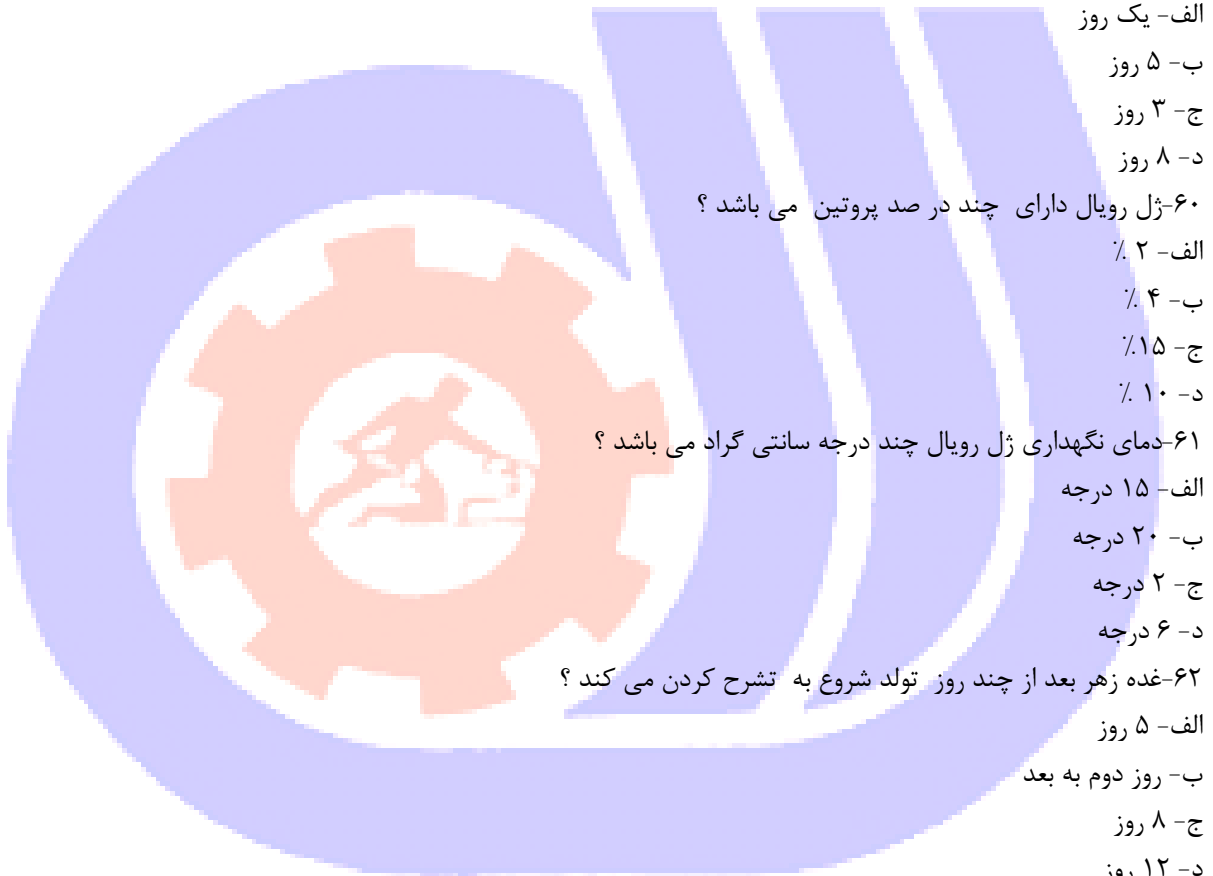 الف- یک روز
ب- ۵ روز
ج- ۳ روز
د- ۸ روز
۶۰-ژل رویال دارای چند در صد پروتین می باشد ؟
الف- ۲ ٪
ب- ۴ ٪
ج- ۱۵٪
د- ۱۰ ٪
۶۱-دمای نگهداری ژل رویال چند درجه سانتی گراد می باشد ؟
الف- ۱۵ درجه
ب- ۲۰ درجه
ج- ۲ درجه
د- ۶ درجه
۶۲-غده زهر بعد از چند روز تولد شروع به تشرح کردن می کند ؟
الف- ۵ روز
ب- روز دوم به بعد
ج- ۸ روز
د- ۱۲ روز